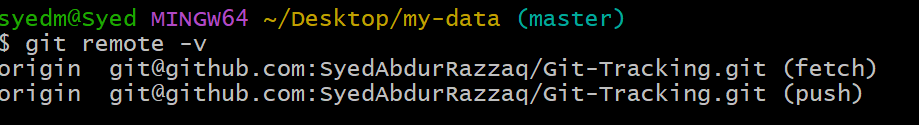 syedm@Syed MINGW64 ~/Desktop/my-data (master)
$ git remote -v
origin  git@github.com:SyedAbdurRazzaq/Git-Tracking.git (fetch)
origin  git@github.com:SyedAbdurRazzaq/Git-Tracking.git (push)